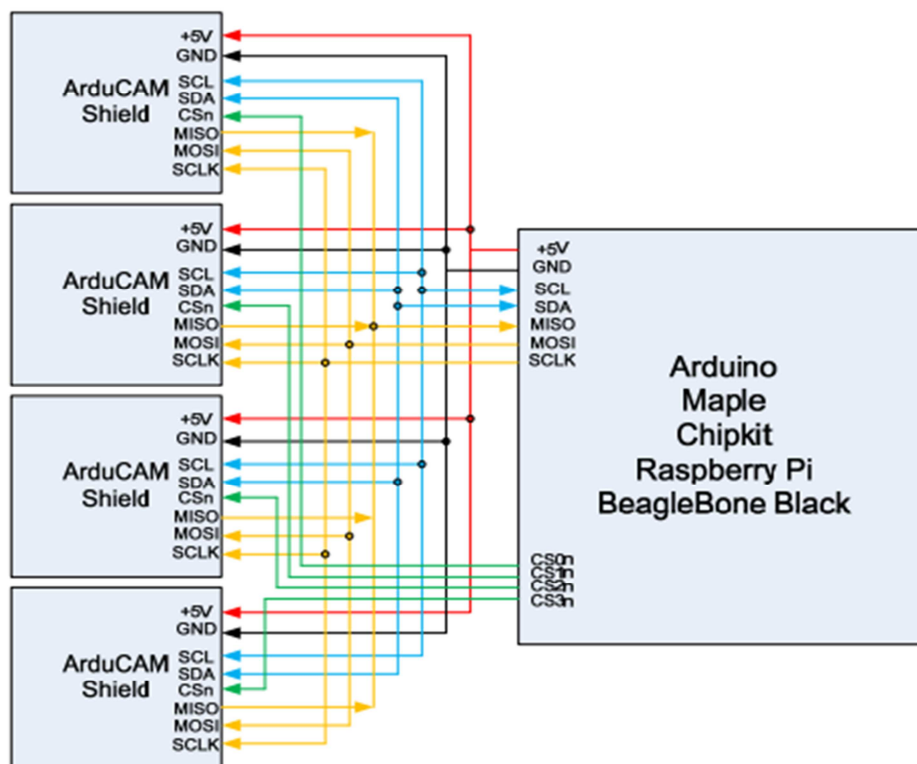 +5V
GND
ArduCAM
Shield
SCL
SDA
CSn
MISO
MOSI
SCLK
+5V
GND
ArduCAM
Shield
SCL
SDA
CSn
MISO
MOSI
SCLK
+5V
GND
ArduCAM
Shield
SCL
SDA
CSn
MISO
MOSI
SCLK
+5V
GND
ArduCAM
Shield
SCL
SDA
CSn
MISO
MOSI
SCLK
+5V
GND
SCL
SDA
MISO
MOSI
SCLK
Arduino
Maple
Chipkit
Raspberry Pi
BeagleBone Black
CS0n
CS1n
CS2n
CS3n